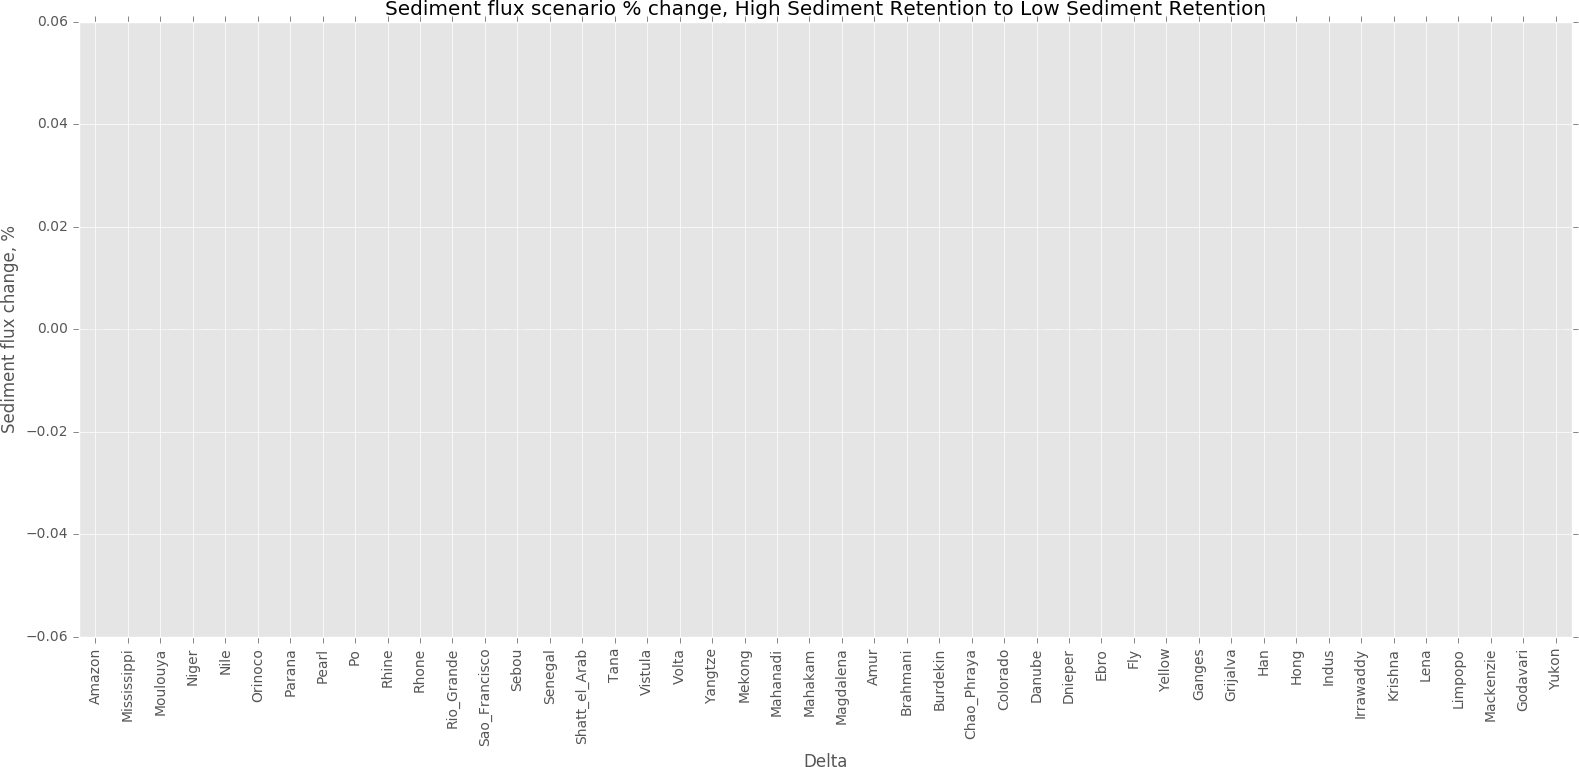 Sediment flux scenario % change, High Sediment Retention to Low Sediment Retention
Sediment flux change, %
0.06
0.04
0.02
0.00
−0.02
−0.04
−0.06
Amazon
Mississippi
Moulouya
Niger
Nile
Orinoco
Parana
Pearl
Po
Rhine
Rhone
Rio_Grande
Sao_Francisco
Sebou
Senegal
Shatt_el_Arab
Tana
Vistula
Volta
Yangtze
Mekong
Mahanadi
Mahakam
Magdalena
Amur
Brahmani
Burdekin
Chao_Phraya
Colorado
Danube
Dnieper
Ebro
Fly
Yellow
Ganges
Grijalva
Han
Hong
Indus
Irrawaddy
Krishna
Lena
Limpopo
Mackenzie
Godavari
Yukon
Delta